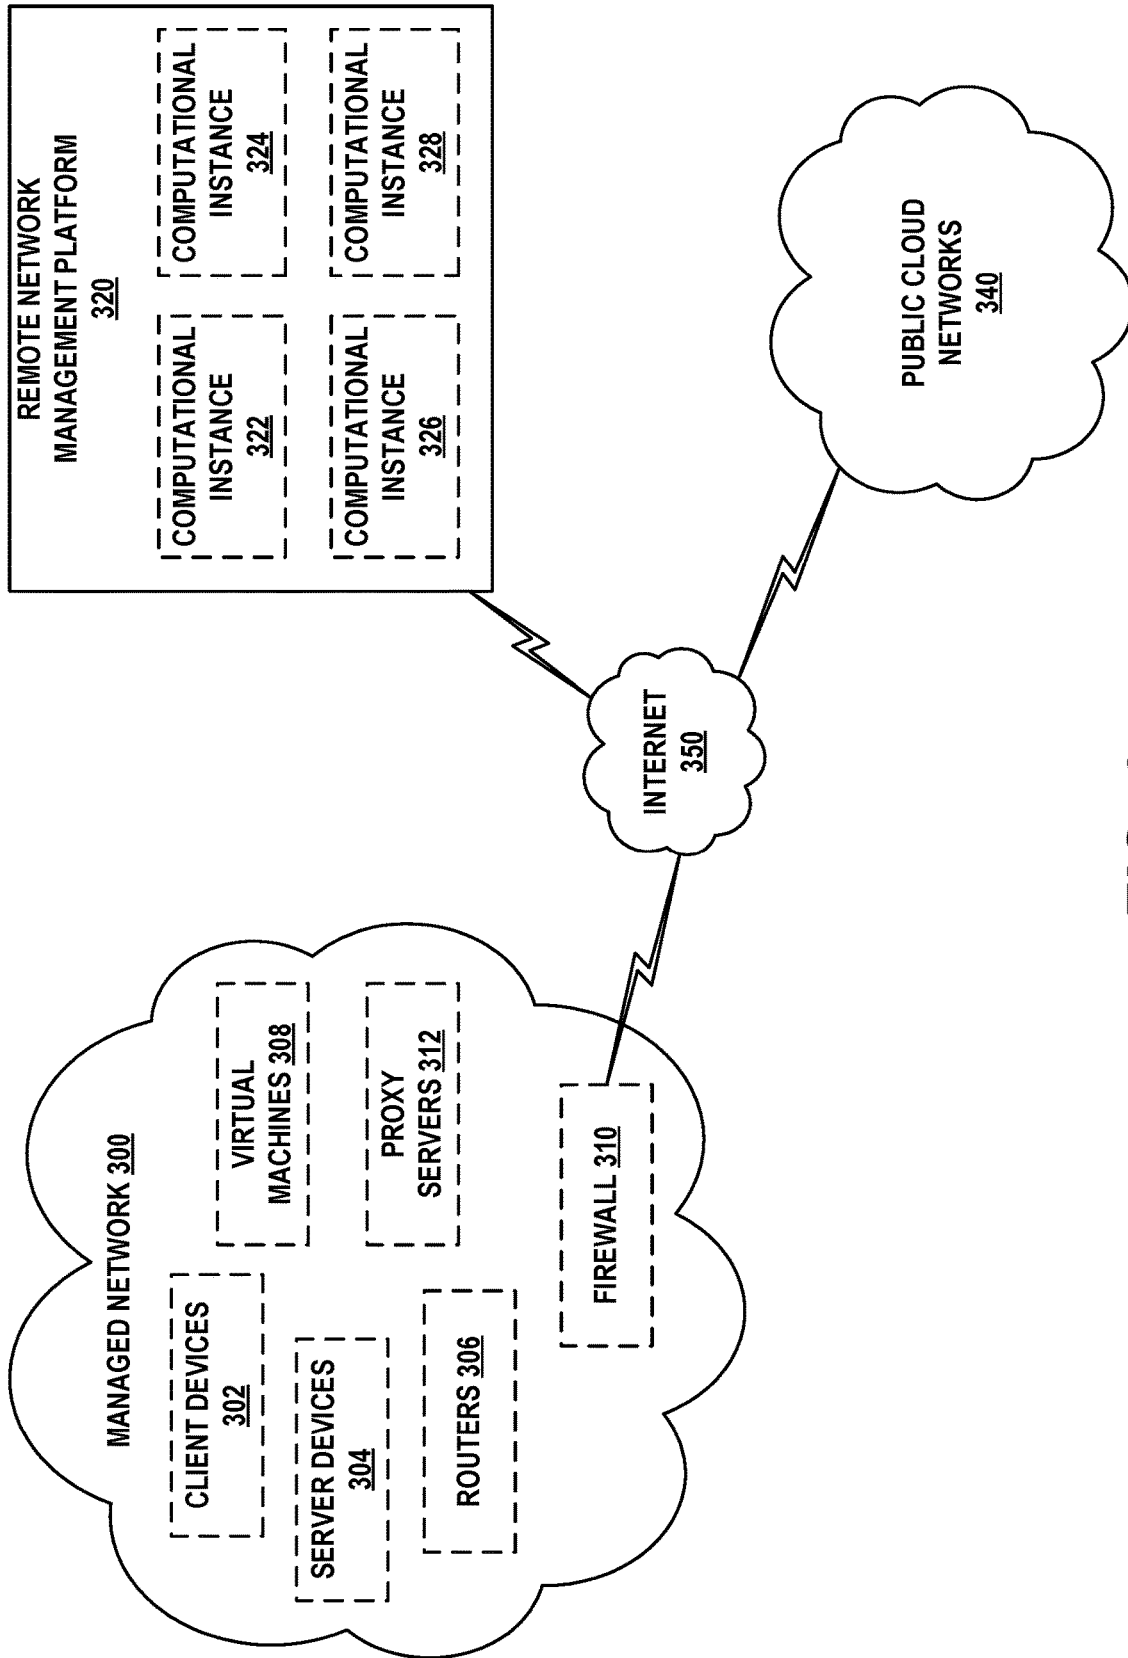 MANAGED NETWORK 300
CLIENT DEVICES
302
SERVER DEVICES
304
ROUTERS 306
VIRTUAL
MACHINES 308
PROXY
SERVERS 312
FIREWALL 310
INTERNET
350
REMOTE NETWORK
MANAGEMENT PLATFORM
320
COMPUTATIONAL
INSTANCE
322
COMPUTATIONAL
INSTANCE
324
COMPUTATIONAL
INSTANCE
326
COMPUTATIONAL
INSTANCE
328
PUBLIC CLOUD
NETWORKS
340